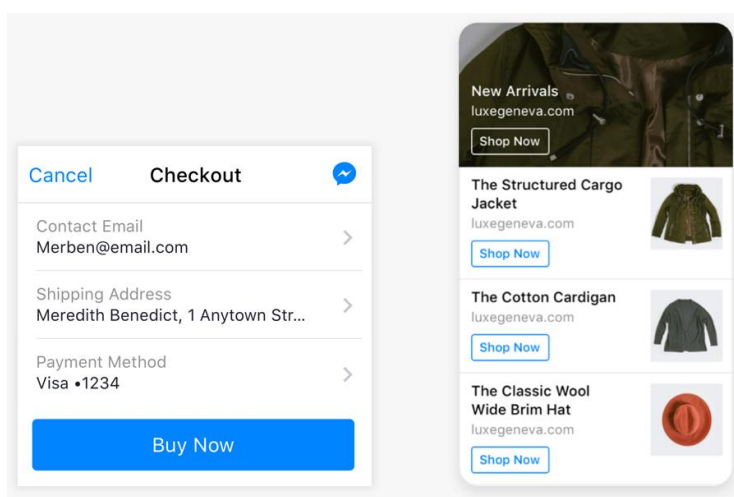 Cancel
Checkout
Contact Email
Merben@email.com
Shipping Address
Meredith Benedict, 1 Anytown Str...
Payment Method
Visa •1234
Buy Now
New Arrivals
luxegeneva.com
Shop Now
The Structured Cargo
Jacket
luxegeneva.com
Shop Now
The Cotton Cardigan
luxegeneva.com
Shop Now
The Classic Wool
Wide Brim Hat
luxegeneva.com
Shop Now